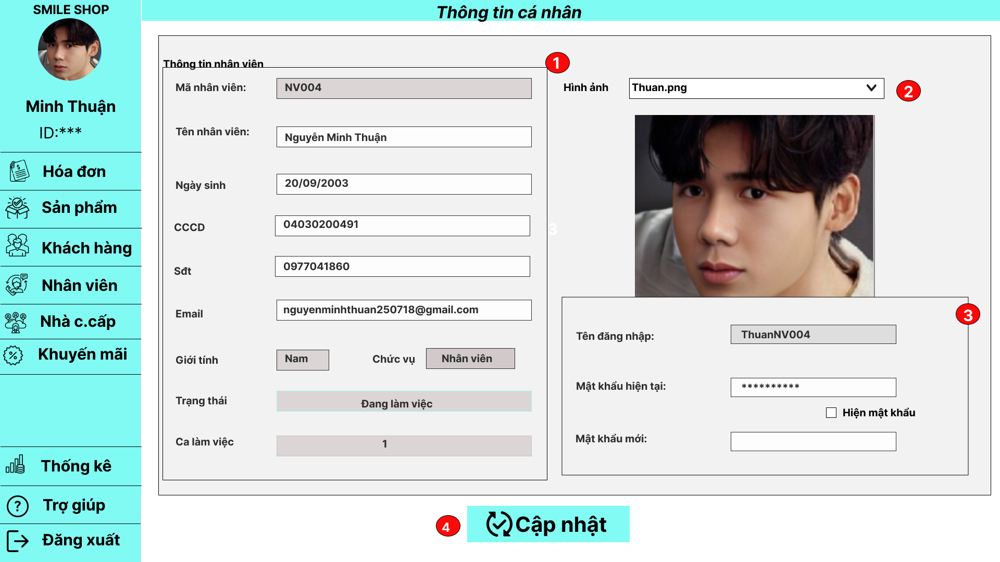 SMILE SHOP
Minh Thuận
ID:***
Hóa đơn
Sản phẩm
Khách hàng
Nhân viên
Nhà c.cấp
Khuyến mãi
Thống kê
? Trợ giúp
Đăng xuất
Thông tin cá nhân
Thông tin nhân viên
1
Mã nhân viên: NV004
Tên nhân viên: Nguyễn Minh Thuận
Ngày sinh 20/09/2003
CCCD 04030200491
3
Sđt 0977041860
Email nguyenminhthuan250718@gmail.com
Giới tính Nam Chức vụ Nhân viên
Trạng thái Đang làm việc
Ca làm việc 1
Hình ảnh Thuan.png
2
3
Tên đăng nhập: ThuanNV004
Mật khẩu hiện tại: **********
Hiện mật khẩu
Mật khẩu mới:
4
Cập nhật